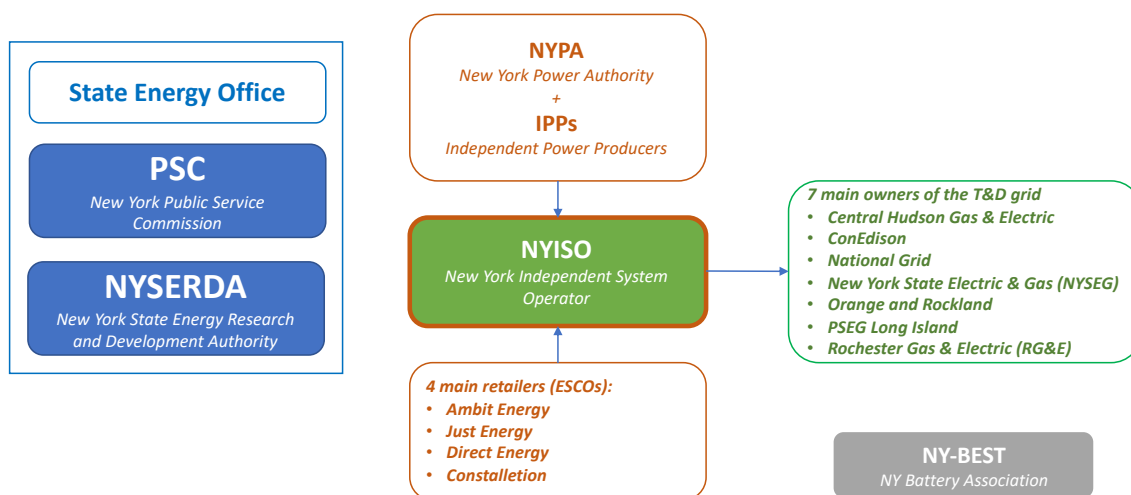 State Energy Office
PSC
New York Public Service
Commission
NYSERDA
New York State Energy Research
and Development Authority
NYPA
New York Power Authority
+
IPPs
Independent Power Producers
NYISO
New York Independent System
Operator
4 main retailers (ESCOs):
• Ambit Energy
• Just Energy
• Direct Energy
• Constalletion
7 main owners of the T&D grid
• Central Hudson Gas & Electric
• ConEdison
• National Grid
• New York State Electric & Gas (NYSEG)
• Orange and Rockland
• PSEG Long Island
• Rochester Gas & Electric (RG&E)
NY-BEST
NY Battery Association